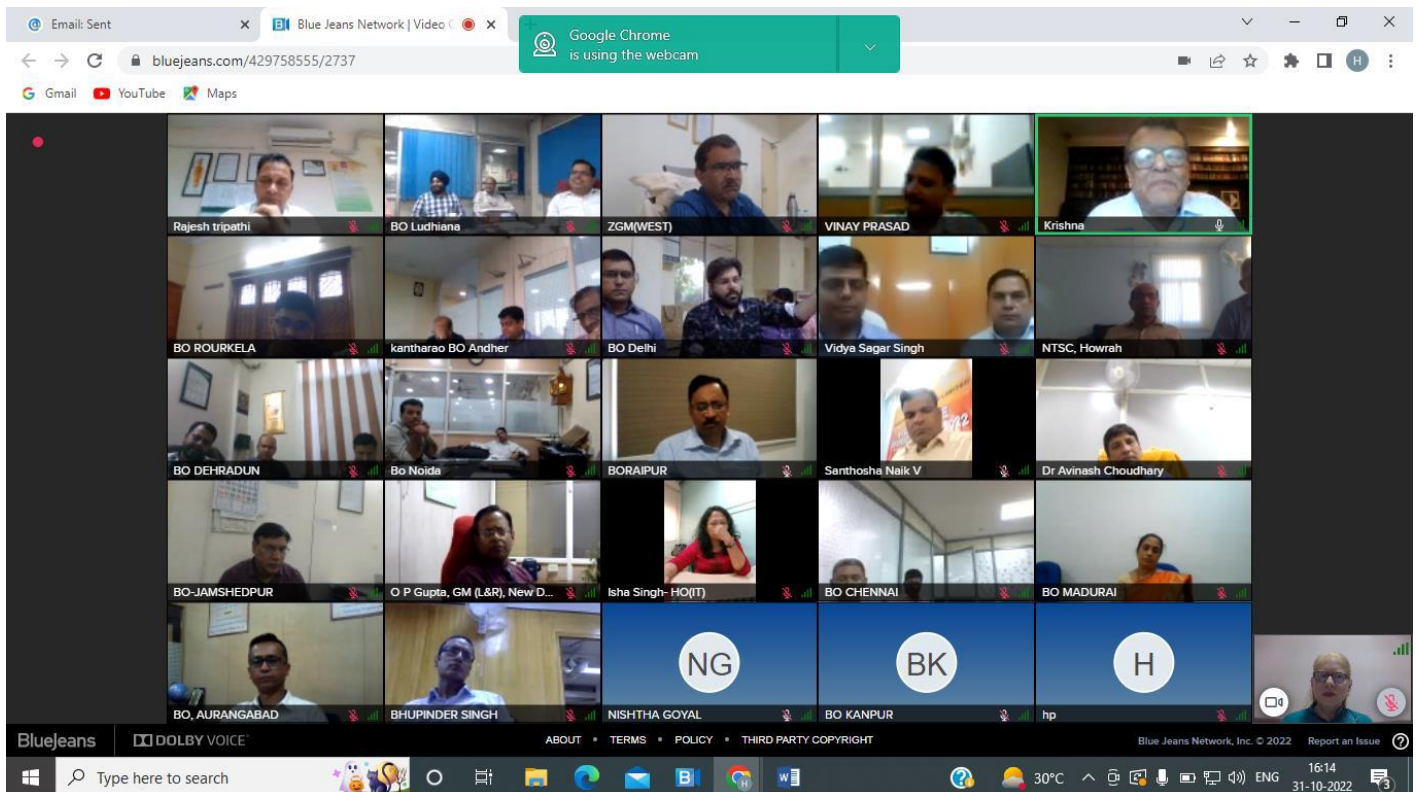 Email: Sent
Blue Jeans Network | Video C
Google Chrome
is using the webcam
bluejeans.com/429758555/2737
H
Gmail
YouTube
Maps
Rajesh tripathi
BO Ludhiana
ZGM(WEST)
VINAY PRASAD
Krishna
BO ROURKELA
kantharao BO Andher
BO Delhi
Vidya Sagar Singh
NTSC, Howrah
BO DEHRADUN
Bo Noida
BORAIPUR
Santhosha Naik V
Dr Avinash Choudhary
BO-JAMSHEDPUR
O P Gupta, GM (L&R), New D...
Isha Singh- HO(IT)
BO CHENNAI
BO MADURAI
NG
BK
H
BO, AURANGABAD
BHUPINDER SINGH
NISHTHA GOYAL
BO KANPUR
hp
BlueJeans
DOLBY VOICE
ABOUT • TERMS • POLICY • THIRD PARTY COPYRIGHT
Blue Jeans Network, Inc. © 2022
Report an Issue
Type here to search
30°C
ENG
16:14
31-10-2022
3